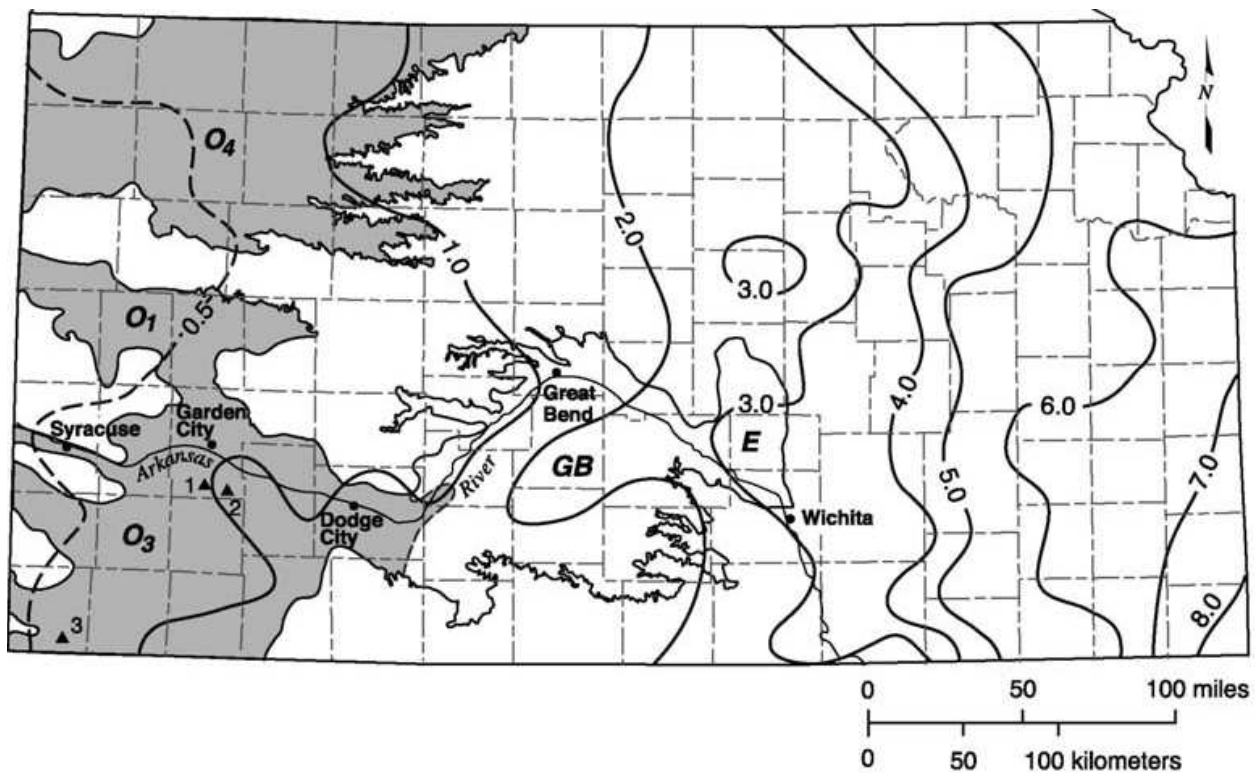 N
O4
2.0
1.0
3.0
O1
0.5
Great
Bend
3.0
4.0
6.0
Garden
City
Syracuse
Arkansas
River
GB
E
5.0
7.0
1
2
Dodge
City
Wichita
O3
3
8.0
0 50 100 miles
0 50 100 kilometers